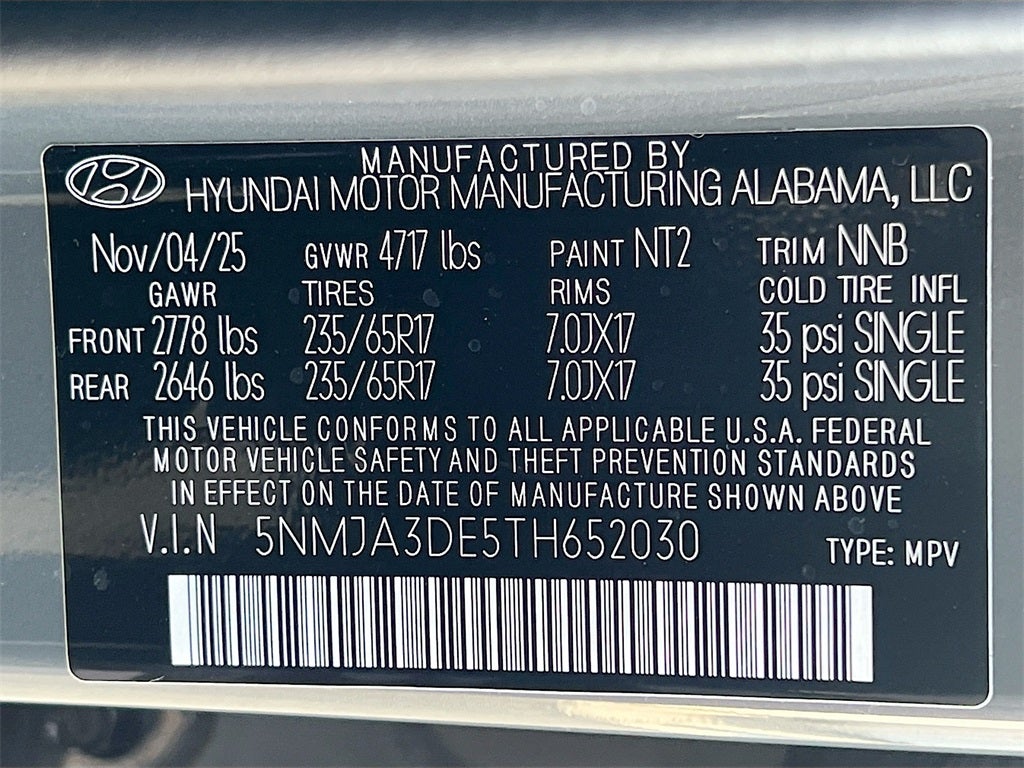 MANUFACTURED BY
HYUNDAI MOTOR MANUFACTURING ALABAMA, LLC
Nov/04/25 GVWR 4717 lbs PAINT NT2 TRIM NNB
GAWR TIRES RIMS COLD TIRE INFL
FRONT 2778 lbs 235/65R17 7.0JX17 35 psi SINGLE
REAR 2646 lbs 235/65R17 7.0JX17 35 psi SINGLE
THIS VEHICLE CONFORMS TO ALL APPLICABLE U.S.A. FEDERAL
MOTOR VEHICLE SAFETY AND THEFT PREVENTION STANDARDS
IN EFFECT ON THE DATE OF MANUFACTURE SHOWN ABOVE
V.I.N 5NMJA3DE5TH652030 TYPE: MPV